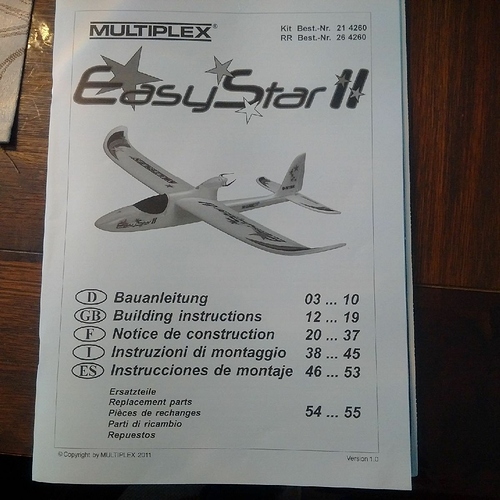 MULTIPLEX®
Kit Best.-Nr. 21 4260
RR Best.-Nr. 26 4260
EasyStar II
EasyStar II
D Bauanleitung 03 ... 10
GB Building instructions 12 ... 19
F Notice de construction 20 ... 37
I Instruzioni di montaggio 38 ... 45
ES Instrucciones de montaje 46 ... 53
Ersatzteile
Replacement parts
Pièces de rechanges 54 ... 55
Parti di ricambio
Repuestos
© Copyright by MULTIPLEX 2011
Version 1.0